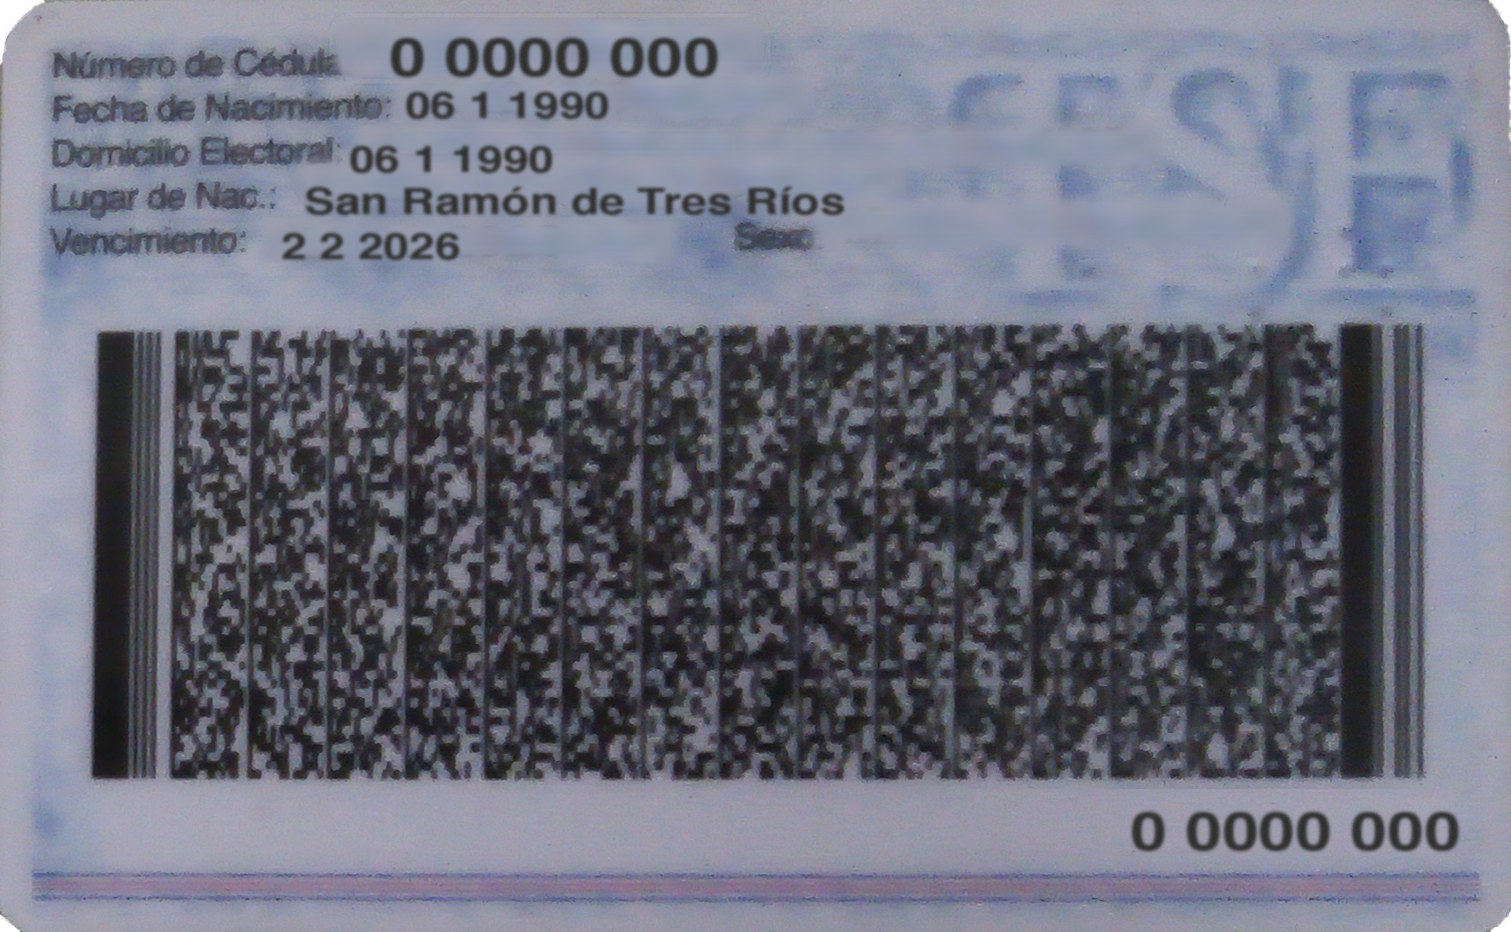 Número de Cédula 0 0000 000
Fecha de Nacimiento: 06 1 1990
Domicilio Electoral: 06 1 1990
Lugar de Nac.: San Ramón de Tres Ríos
Vencimiento: 2 2 2026 Sexo
0 0000 000